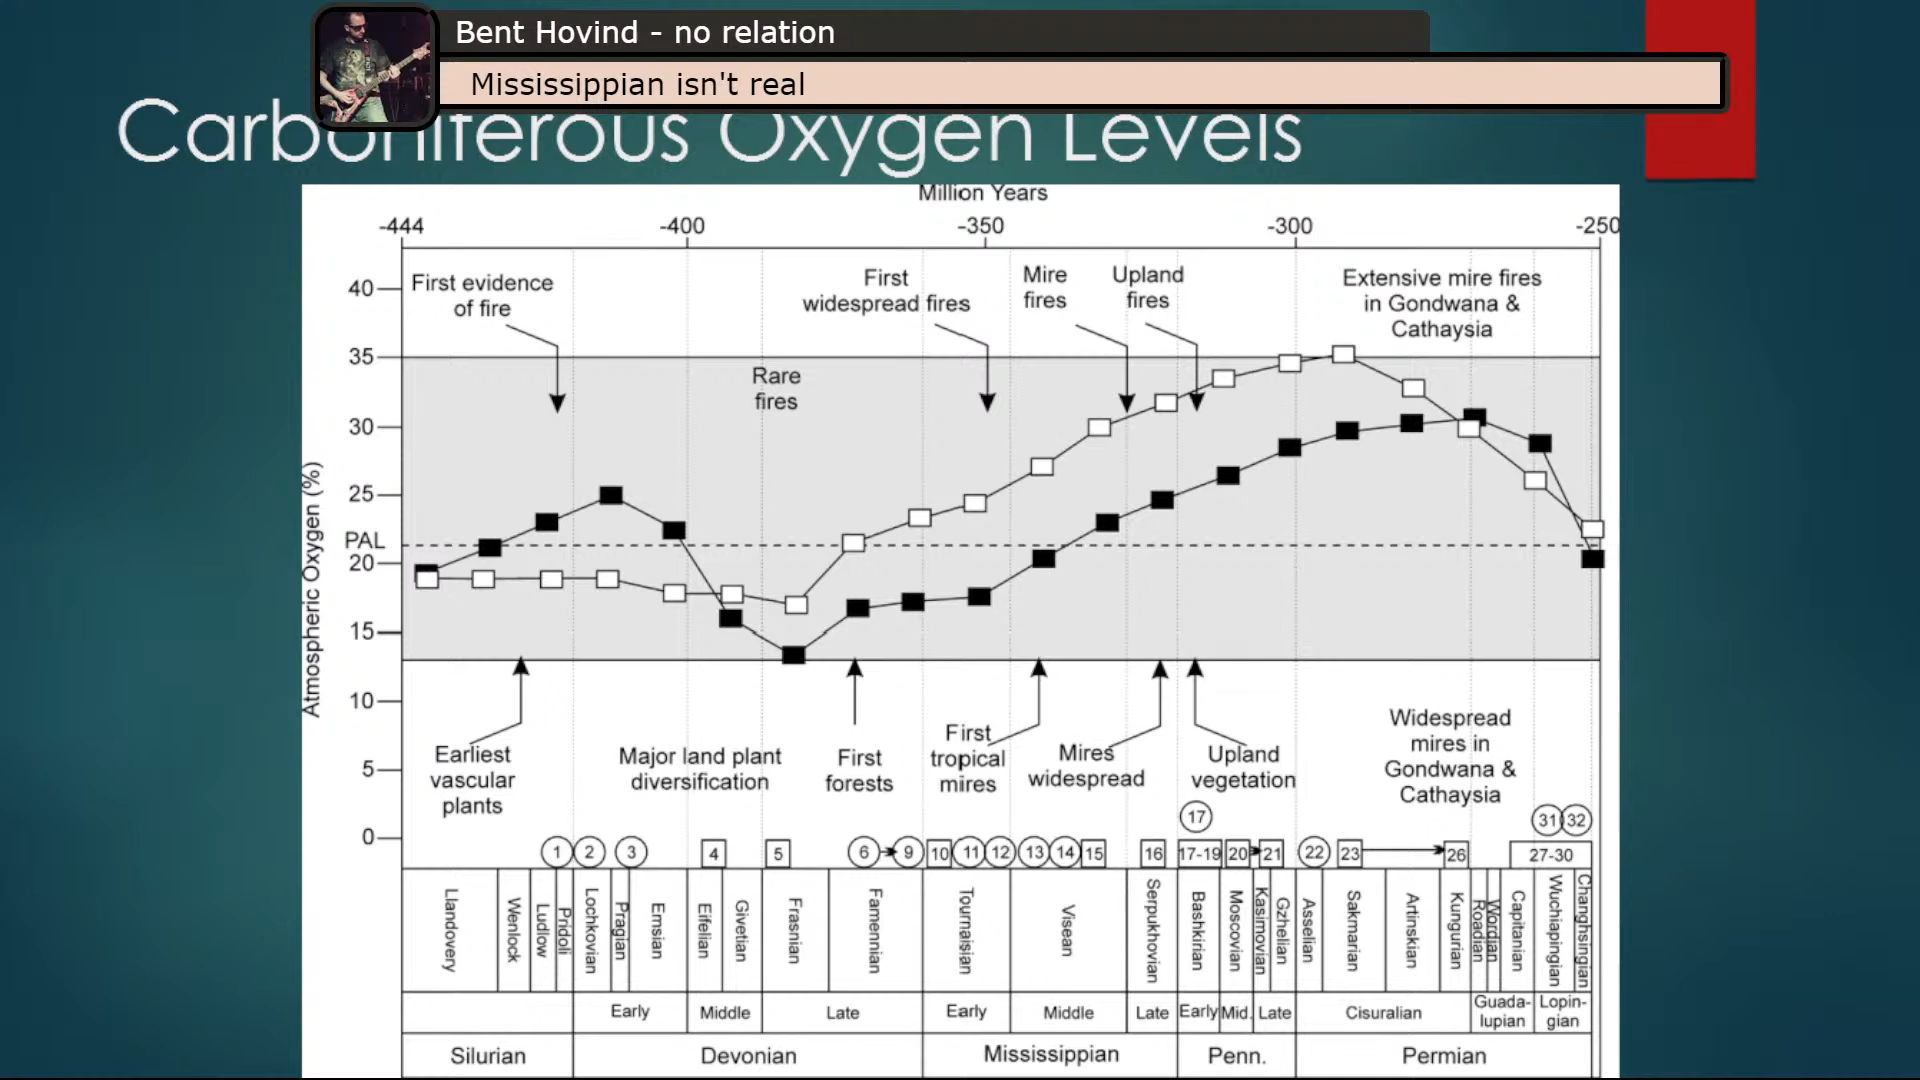 Bent Hovind - no relation
Mississippian isn't real
Carboniferous Oxygen Levels
Million Years
-444 -400 -350 -300 -250
First evidence
of fire
First
widespread fires
Mire
fires
Upland
fires
Extensive mire fires
in Gondwana &
Cathaysia
Rare
fires
Atmospheric Oxygen (%)
40
35
30
25
PAL
20
15
10
5
0
Earliest
vascular
plants
Major land plant
diversification
First
forests
First
tropical
mires
Mires
widespread
Upland
vegetation
Widespread
mires in
Gondwana &
Cathaysia
17 31 32
1 2 3 4 5 6 9 10 11 12 13 14 15 16 17-19 20 21 22 23 26 27-30
Llandovery
Wenlock
Ludlow
Pridoli
Lochkovian
Pragian
Emsian
Eifelian
Givetian
Frasnian
Famennian
Tournaisian
Visean
Serpukhovian
Bashkirian
Moscovian
Kasimovian
Gzhelian
Asselian
Sakmarian
Artinskian
Kungurian
Roadian
Wordian
Capitanian
Wuchiapingian
Changhsingian
Early Middle Late Early Middle Late Early Mid. Late Cisuralian
Guada-
lupian
Lopin-
gian
Silurian Devonian Mississippian Penn. Permian